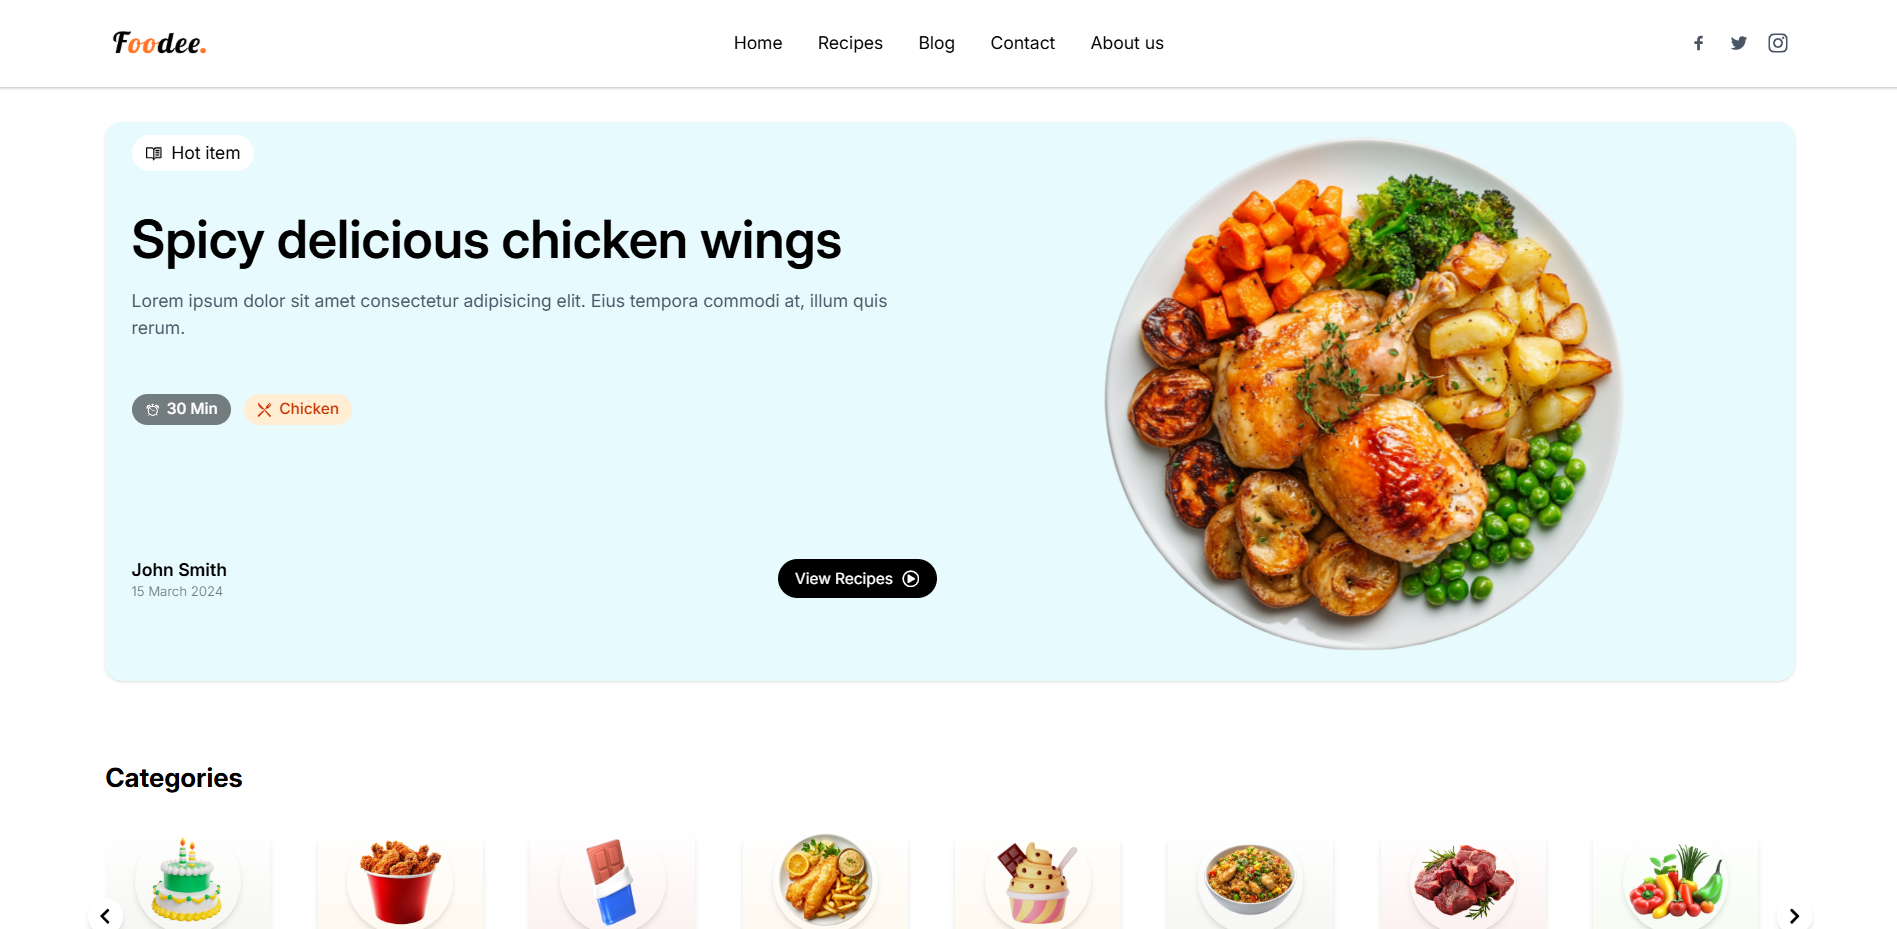 Foodee.
Home
Recipes
Blog
Contact
About us
Hot item
Spicy delicious chicken wings
Lorem ipsum dolor sit amet consectetur adipisicing elit. Eius tempora commodi at, illum quis
rerum.
30 Min
Chicken
John Smith
15 March 2024
View Recipes
Categories